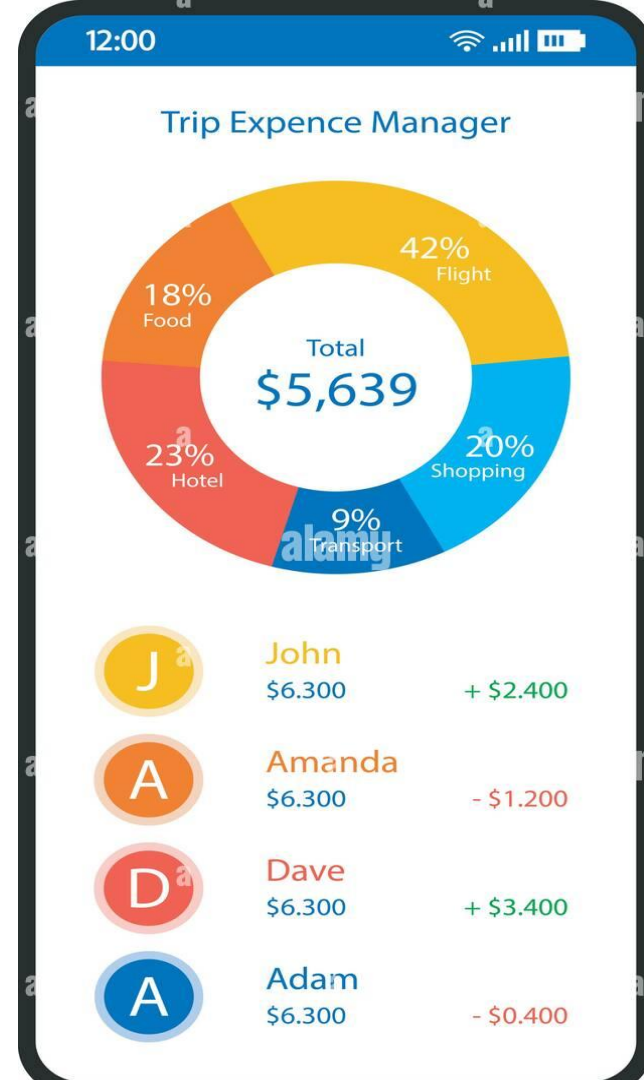 12:00
Trip Expence Manager
42%
Flight
18%
Food
Total
$5,639
20%
Shopping
23%
Hotel
9%
Transport
alamy
J
John
$6.300 + $2.400
A
Amanda
$6.300 - $1.200
D
Dave
$6.300 + $3.400
A
Adam
$6.300 - $0.400